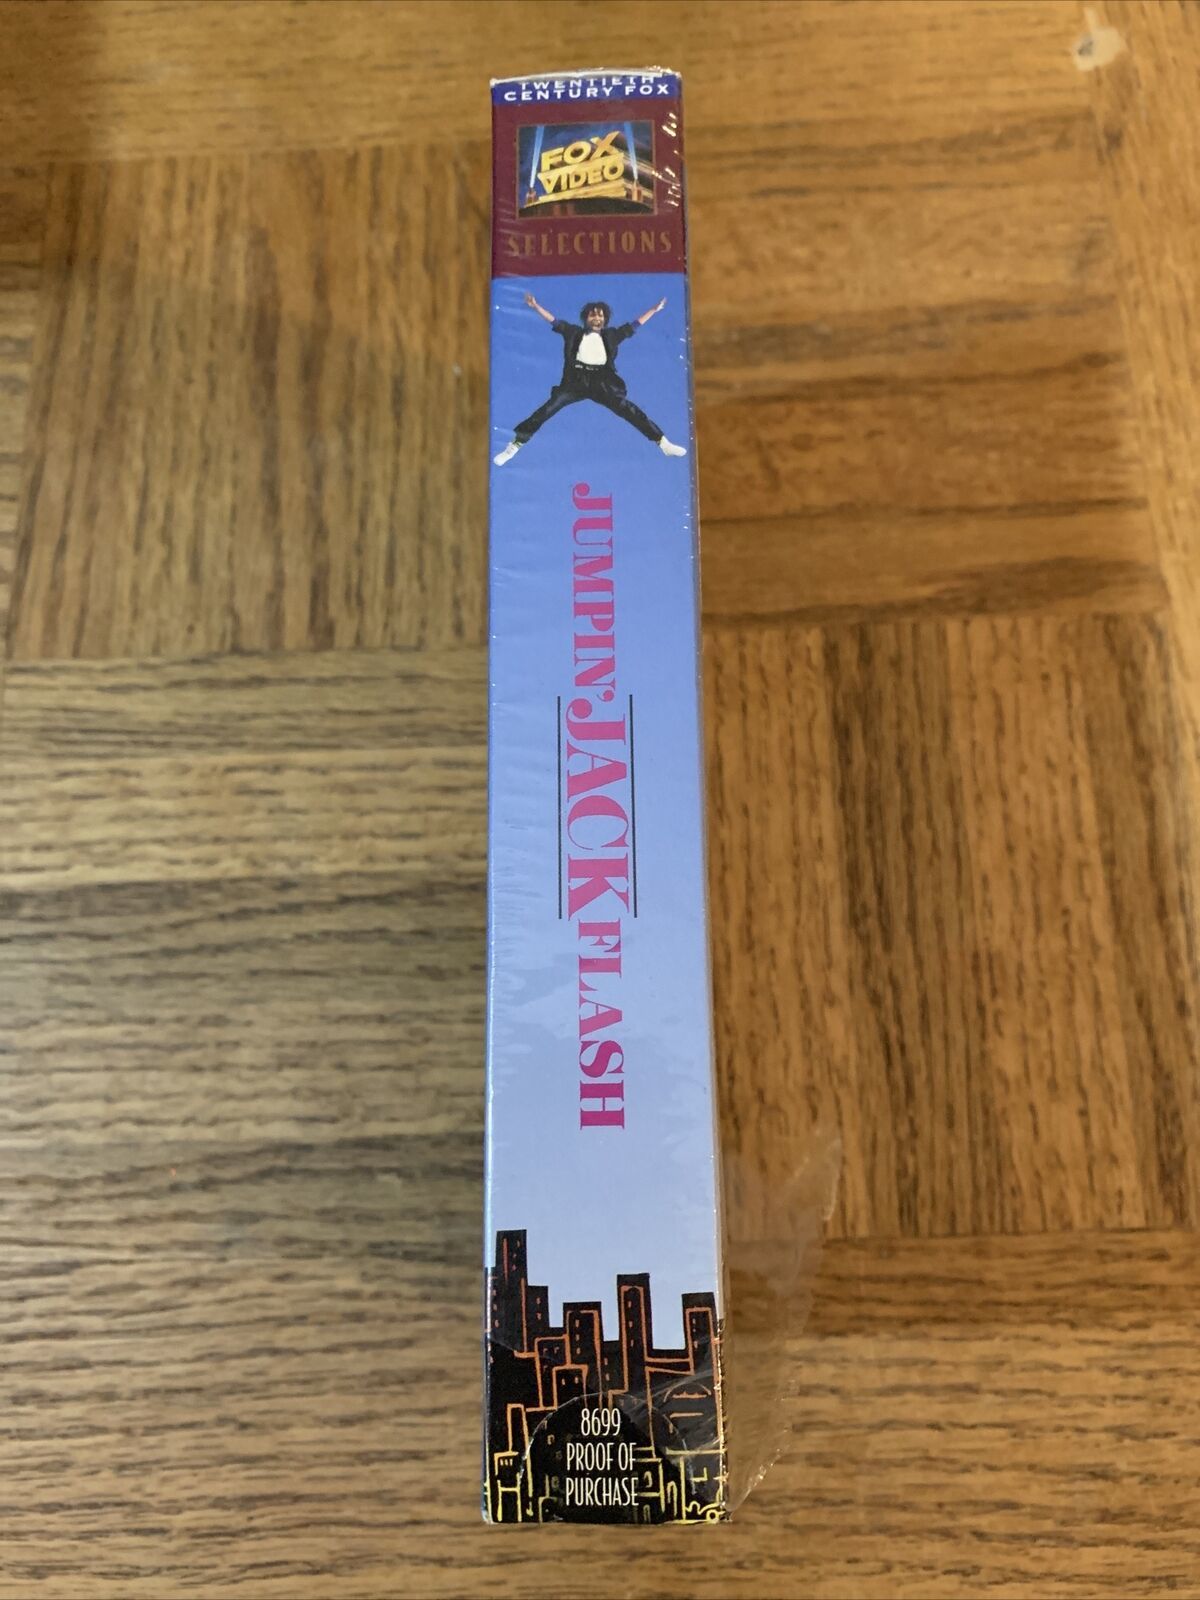 TWENTIETH
CENTURY FOX
FOX
VIDEO
SELECTIONS
JUMPIN' JACK FLASH
8699
PROOF OF
PURCHASE